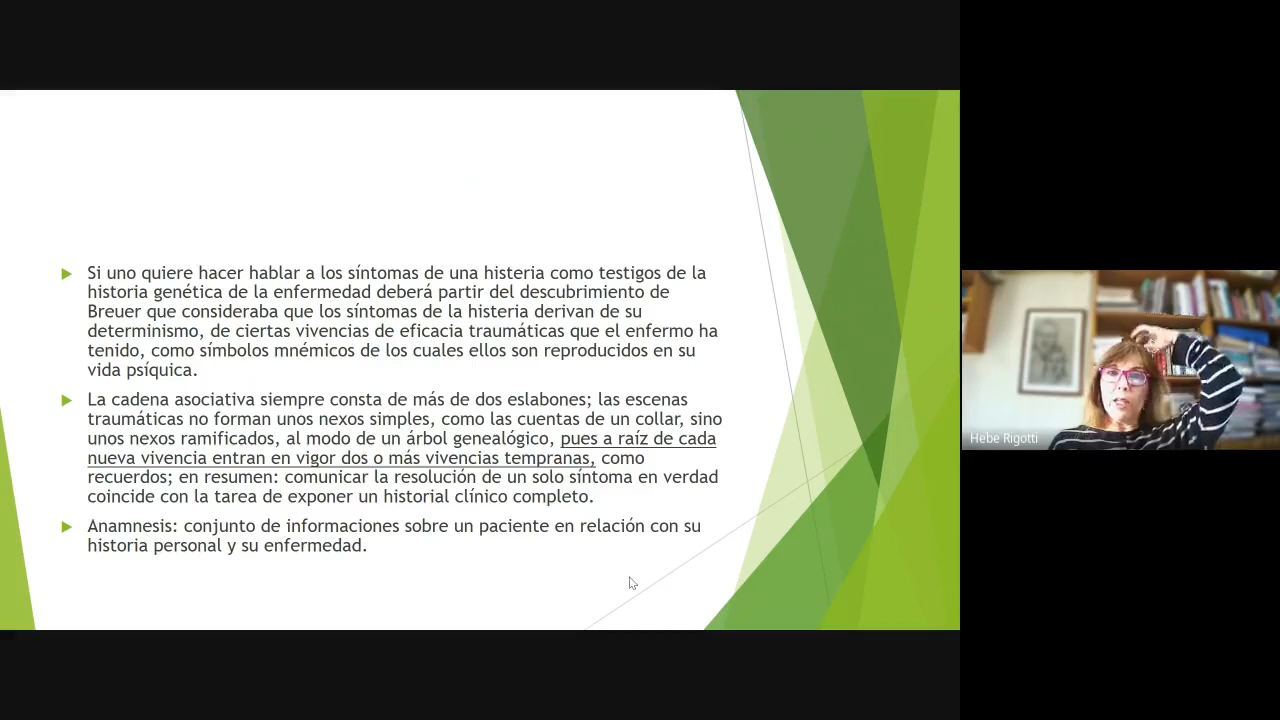 Si uno quiere hacer hablar a los síntomas de una histeria como testigos de la
historia genética de la enfermedad deberá partir del descubrimiento de
Breuer que consideraba que los síntomas de la histeria derivan de su
determinismo, de ciertas vivencias de eficacia traumáticas que el enfermo ha
tenido, como símbolos mnémicos de los cuales ellos son reproducidos en su
vida psíquica.
La cadena asociativa siempre consta de más de dos eslabones; las escenas
traumáticas no forman unos nexos simples, como las cuentas de un collar, sino
unos nexos ramificados, al modo de un árbol genealógico, pues a raíz de cada
nueva vivencia entran en vigor dos o más vivencias tempranas, como
recuerdos; en resumen: comunicar la resolución de un solo síntoma en verdad
coincide con la tarea de exponer un historial clínico completo.
Anamnesis: conjunto de informaciones sobre un paciente en relación con su
historia personal y su enfermedad.
Hebe Rigotti